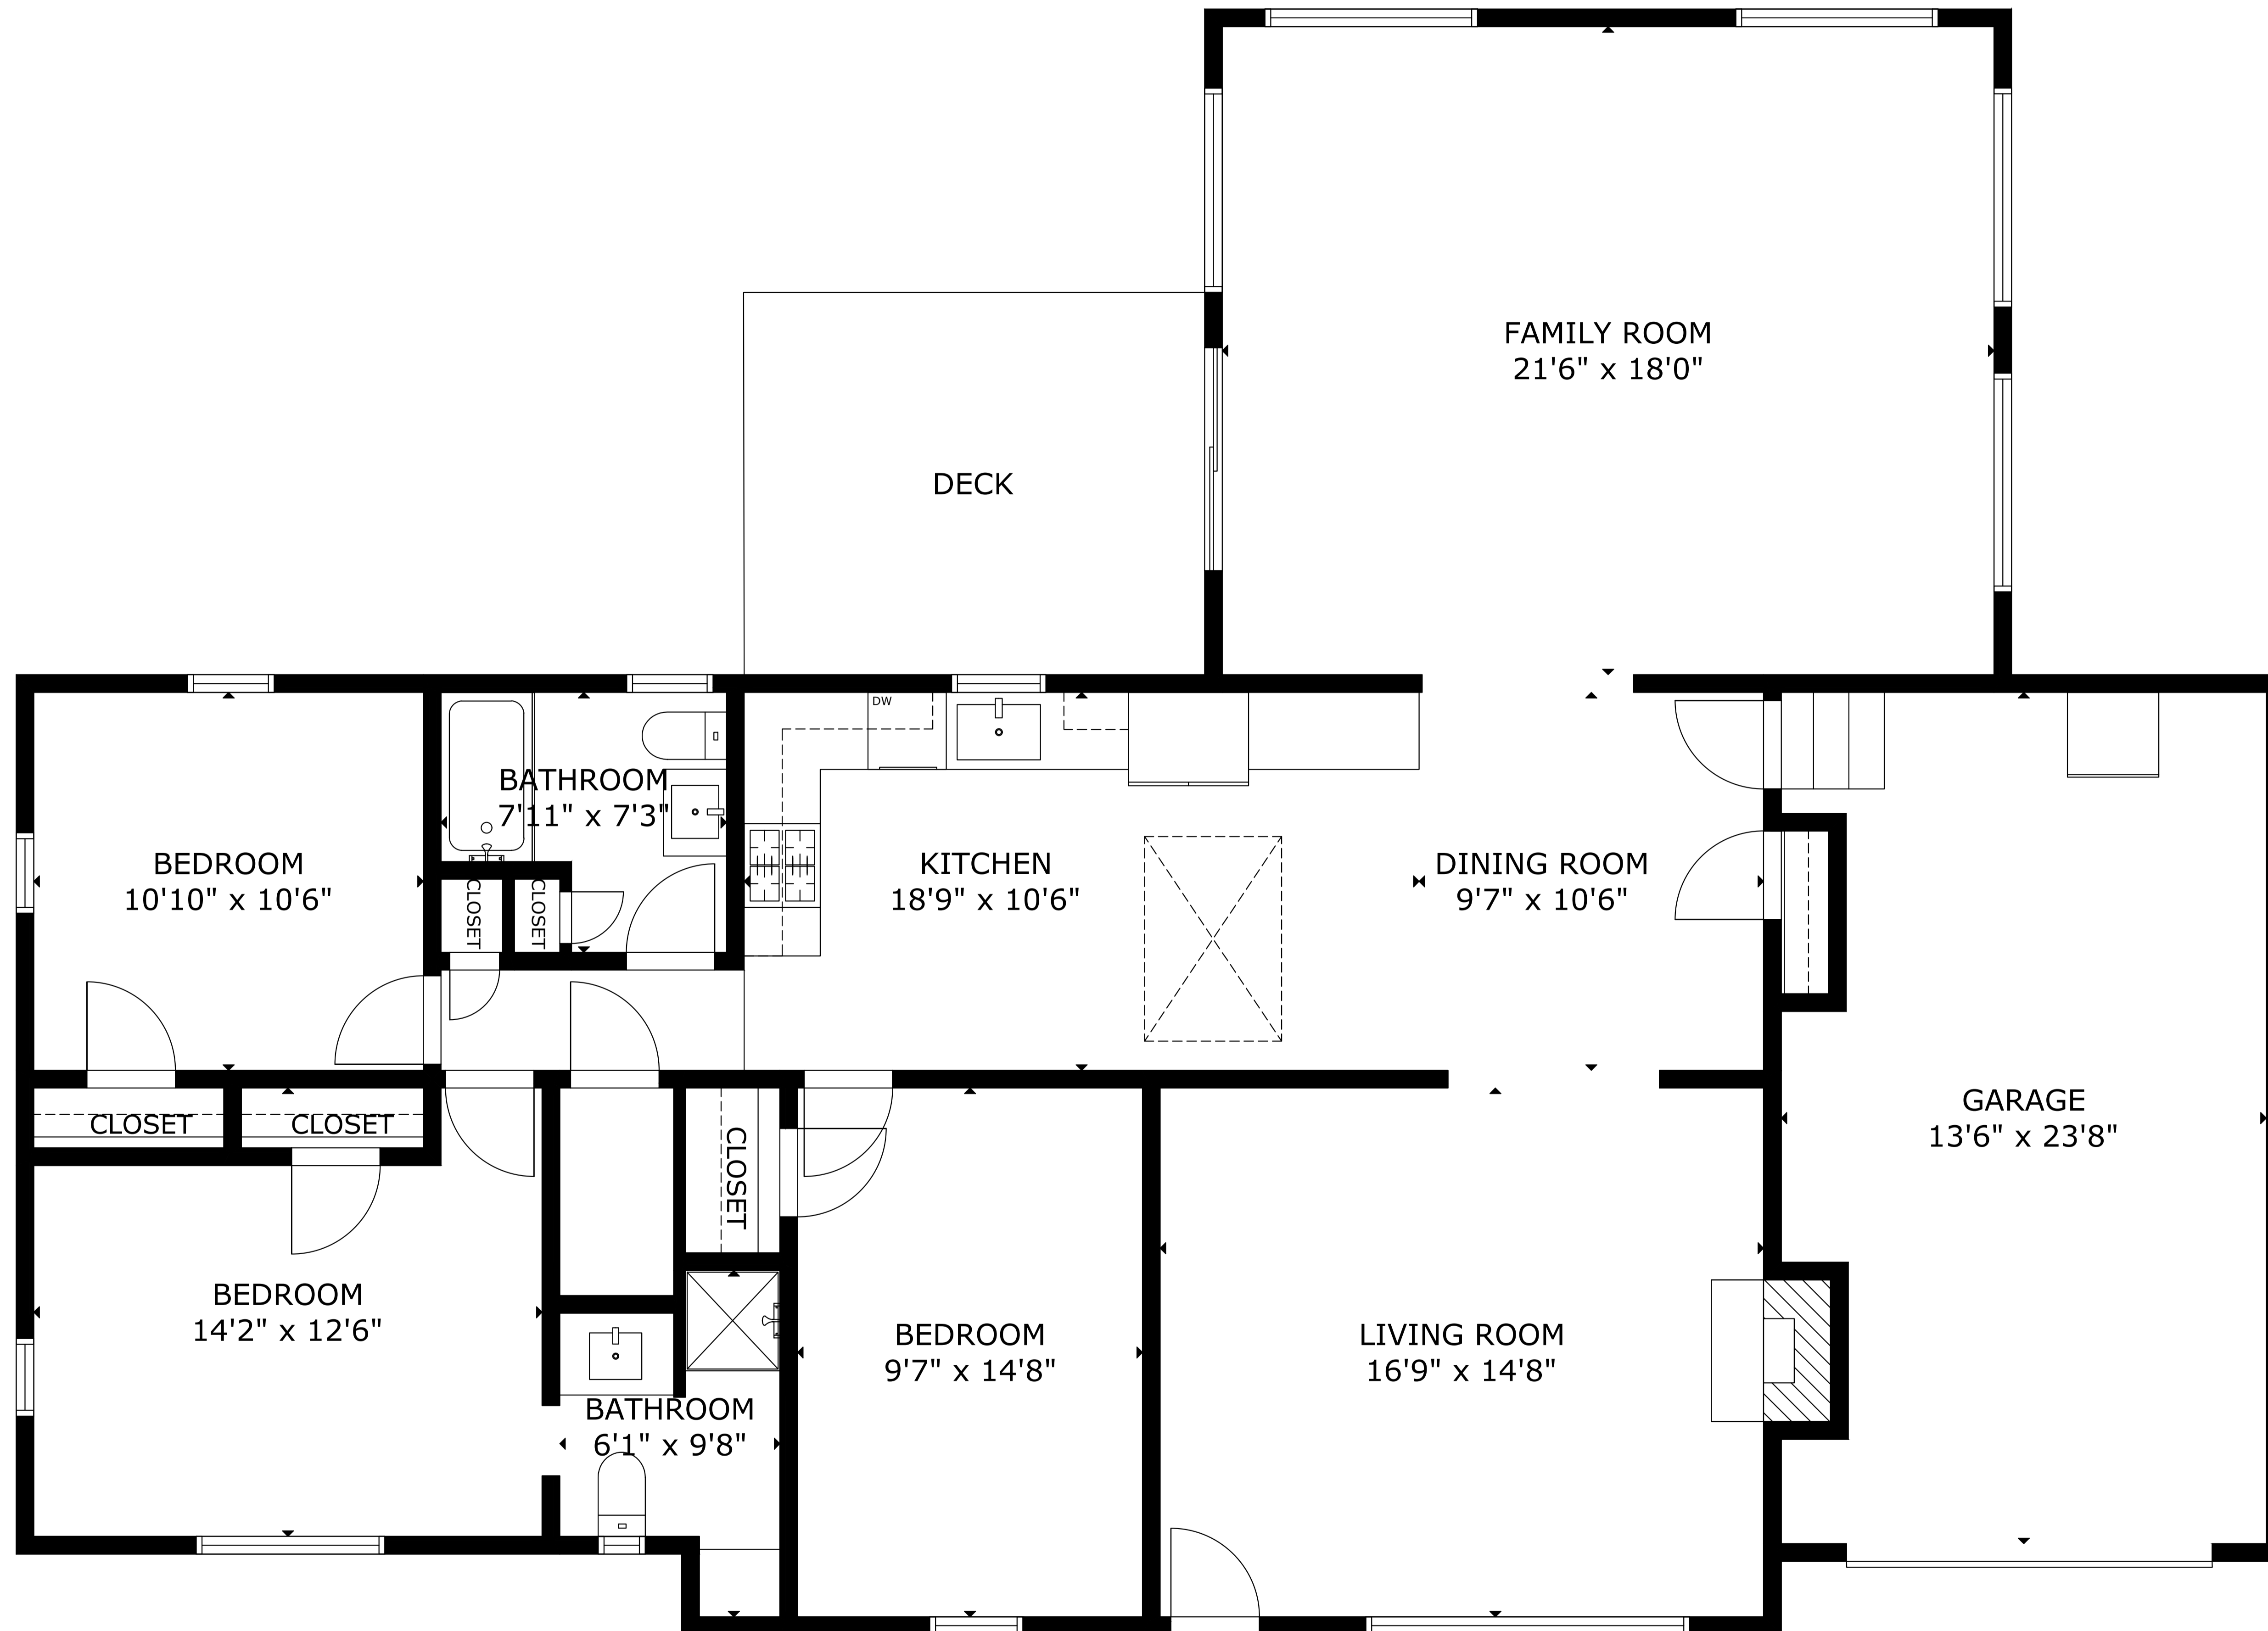 FAMILY ROOM
21'6" x 18'0"
DECK
DW
BATHROOM
7'11" x 7'3"
BEDROOM
10'10" x 10'6"
CLOSET
CLOSET
KITCHEN
18'9" x 10'6"
DINING ROOM
9'7" x 10'6"
CLOSET
CLOSET
CLOSET
GARAGE
13'6" x 23'8"
BEDROOM
14'2" x 12'6"
BATHROOM
6'1" x 9'8"
BEDROOM
9'7" x 14'8"
LIVING ROOM
16'9" x 14'8"